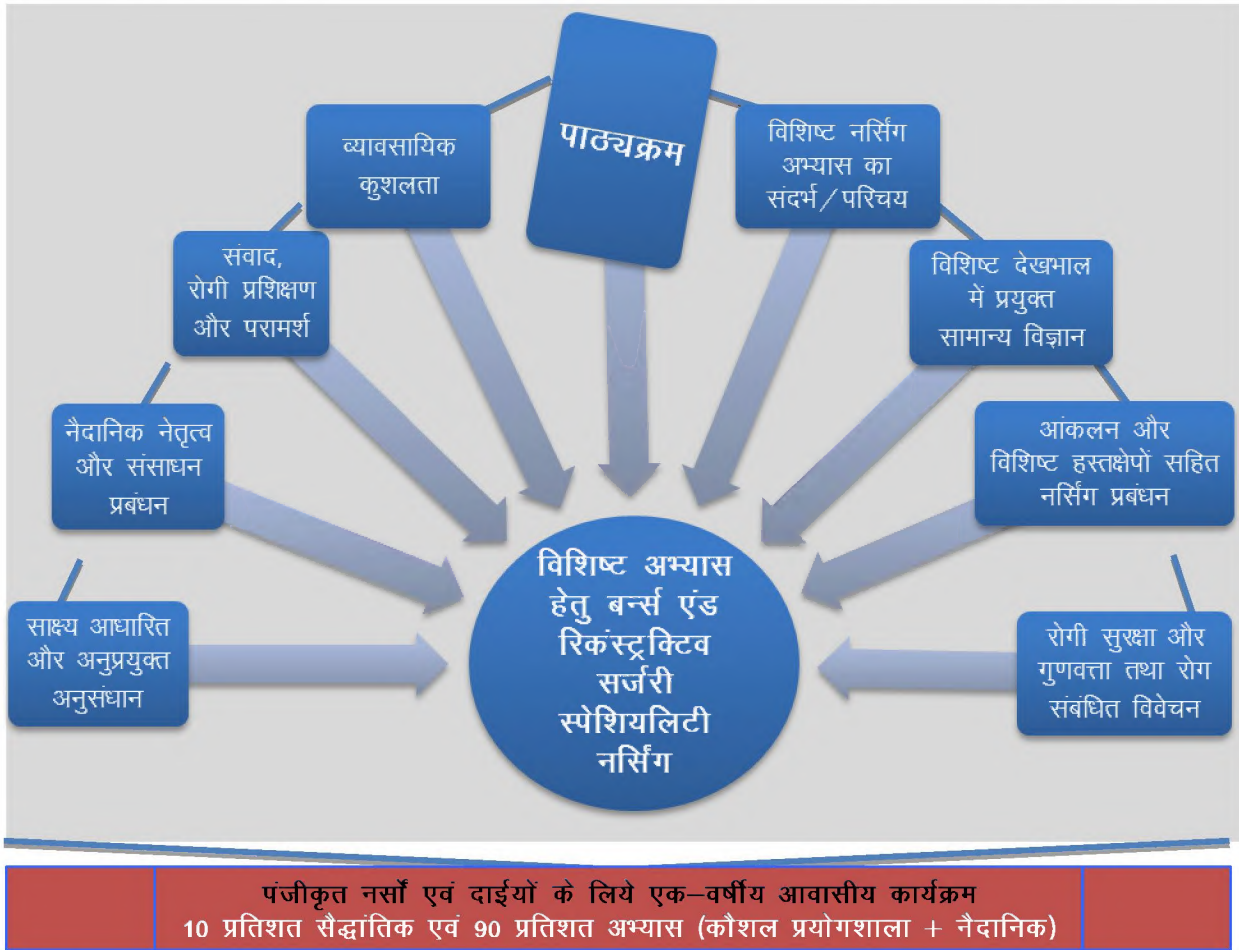 पाठ्यक्रम
व्यावसायिक
कुशलता
विशिष्ट नर्सिंग
अभ्यास का
संदर्भ/परिचय
संवाद,
रोगी प्रशिक्षण
और परामर्श
विशिष्ट देखभाल
में प्रयुक्त
सामान्य विज्ञान
नैदानिक नेतृत्व
और संसाधन
प्रबंधन
आंकलन और
विशिष्ट हस्तक्षेपों सहित
नर्सिंग प्रबंधन
साक्ष्य आधारित
और अनुप्रयुक्त
अनुसंधान
रोगी सुरक्षा और
गुणवत्ता तथा रोग
संबंधित विवेचन
विशिष्ट अभ्यास
हेतु बर्न्स एंड
रिकंस्ट्रक्टिव
सर्जरी
स्पेशियलिटी
नर्सिंग
पंजीकृत नर्सों एवं दाईयों के लिये एक–वर्षीय आवासीय कार्यक्रम
10 प्रतिशत सैद्धांतिक एवं 90 प्रतिशत अभ्यास (कौशल प्रयोगशाला + नैदानिक)